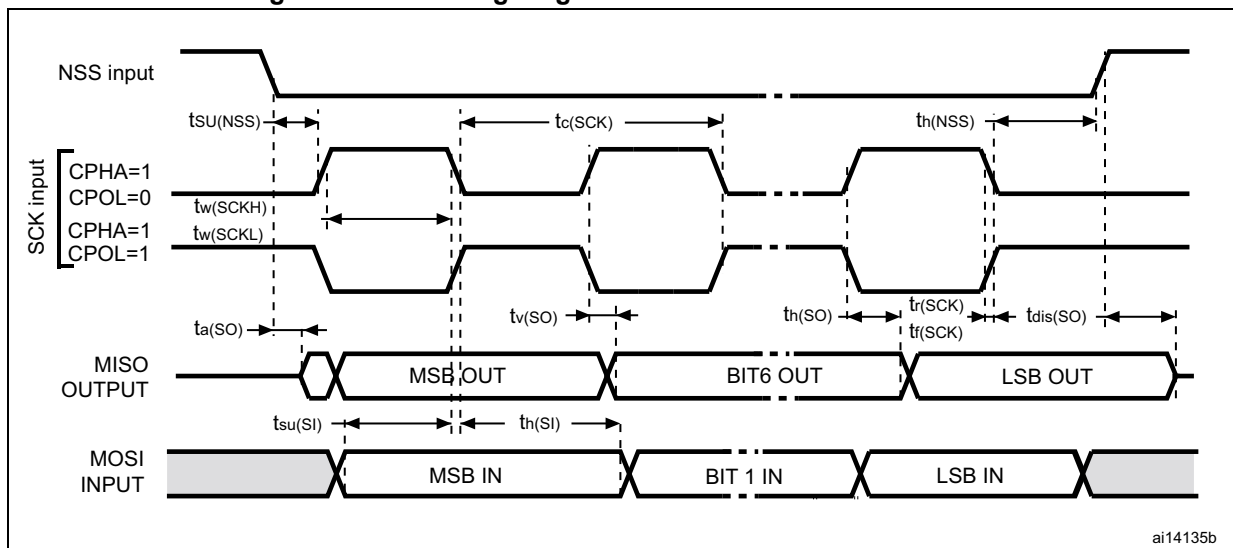 NSS input
tSU(NSS)
tc(SCK)
th(NSS)
SCK input
CPHA=1
CPOL=0
tw(SCKH)
CPHA=1
tw(SCKL)
CPOL=1
ta(SO)
tv(SO)
th(SO)
tr(SCK)
tf(SCK)
tdis(SO)
MISO
OUTPUT
MSB OUT
BIT6 OUT
LSB OUT
tsu(SI)
th(SI)
MOSI
INPUT
MSB IN
BIT 1 IN
LSB IN
ai14135b